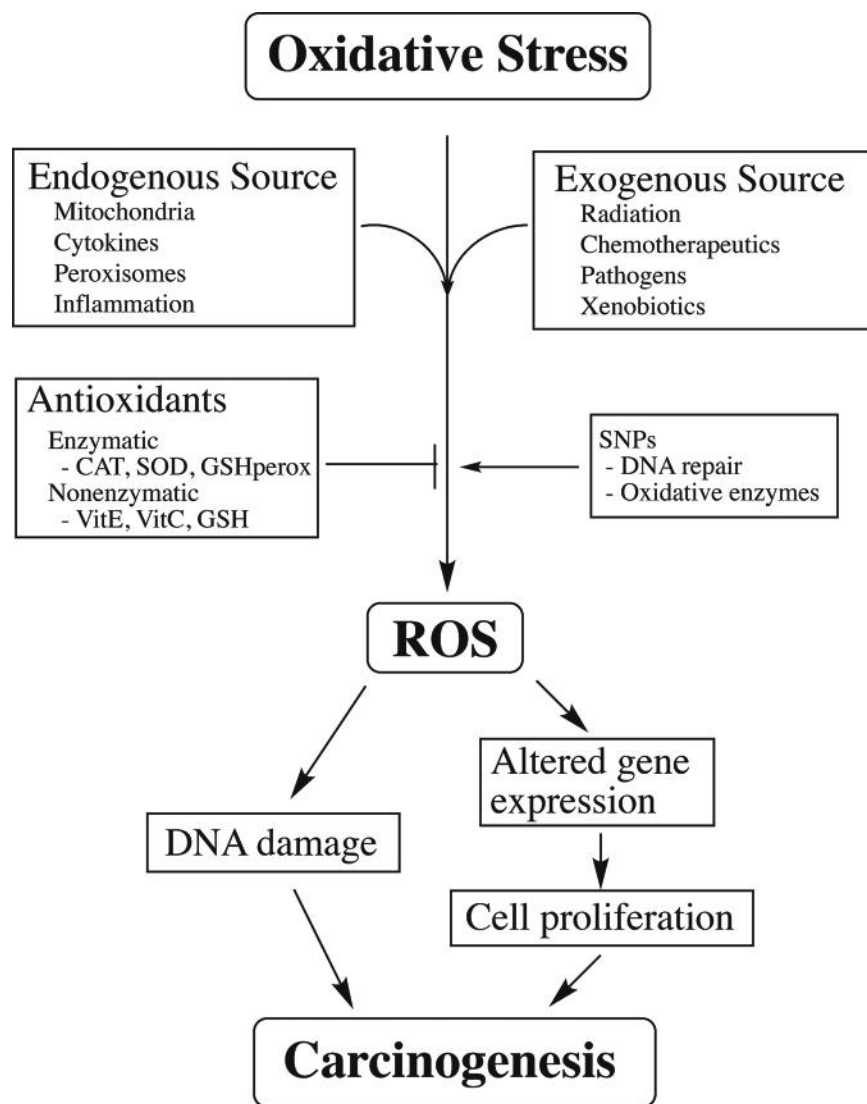 Oxidative Stress
Endogenous Source
Mitochondria
Cytokines
Peroxisomes
Inflammation
Exogenous Source
Radiation
Chemotherapeutics
Pathogens
Xenobiotics
Antioxidants
Enzymatic
- CAT, SOD, GSHperox
Nonenzymatic
- VitE, VitC, GSH
SNPs
- DNA repair
- Oxidative enzymes
ROS
DNA damage
Altered gene
expression
Cell proliferation
Carcinogenesis